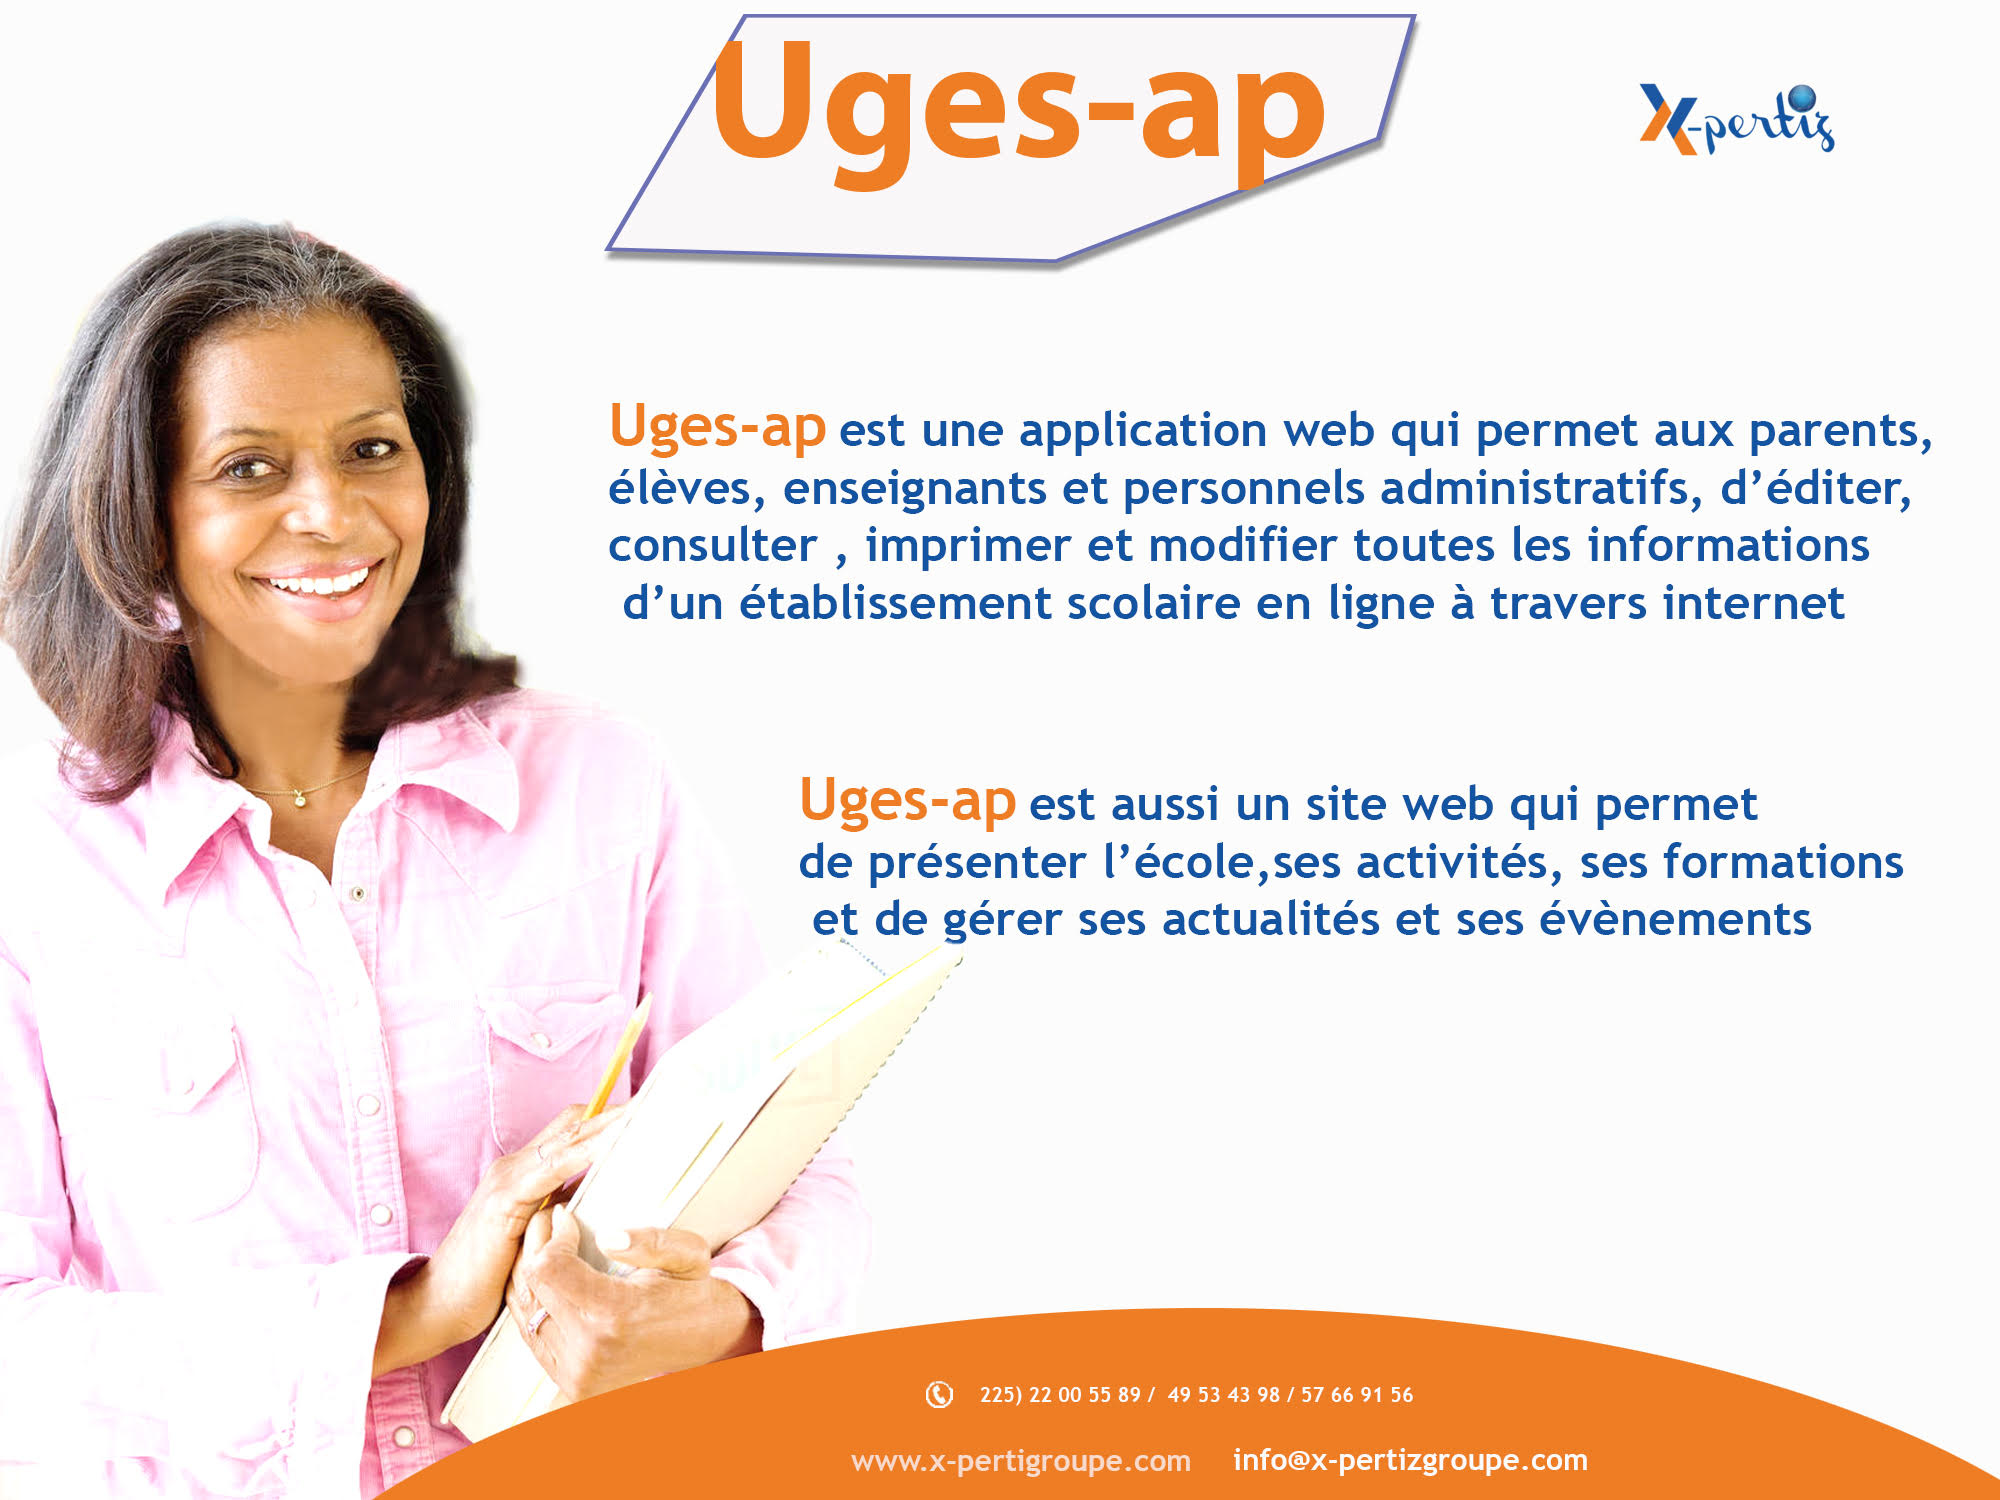 Uges-ap
X-pertiz
Uges-ap est une application web qui permet aux parents,
élèves, enseignants et personnels administratifs, d’éditer,
consulter , imprimer et modifier toutes les informations
d’un établissement scolaire en ligne à travers internet
Uges-ap est aussi un site web qui permet
de présenter l’école,ses activités, ses formations
et de gérer ses actualités et ses évènements
225) 22 00 55 89 / 49 53 43 98 / 57 66 91 56
www.x-pertigroupe.com info@x-pertizgroupe.com